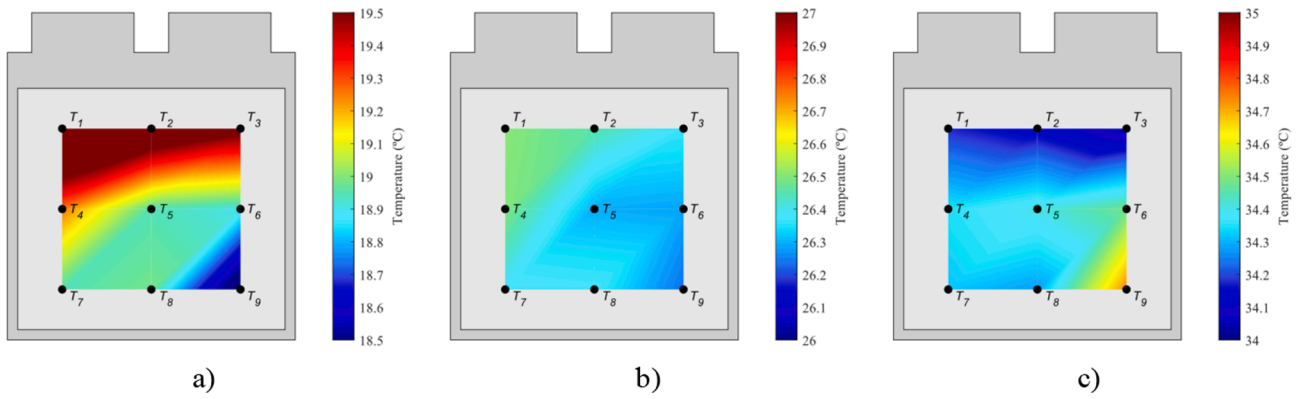 T1 T2 T3
T4 T5 T6
T7 T8 T9
19.5
19.4
19.3
19.2
19.1
19
18.9
18.8
18.7
18.6
18.5
Temperature (ºC)
a)
T1 T2 T3
T4 T5 T6
T7 T8 T9
27
26.9
26.8
26.7
26.6
26.5
26.4
26.3
26.2
26.1
26
Temperature (ºC)
b)
T1 T2 T3
T4 T5 T6
T7 T8 T9
35
34.9
34.8
34.7
34.6
34.5
34.4
34.3
34.2
34.1
34
Temperature (ºC)
c)